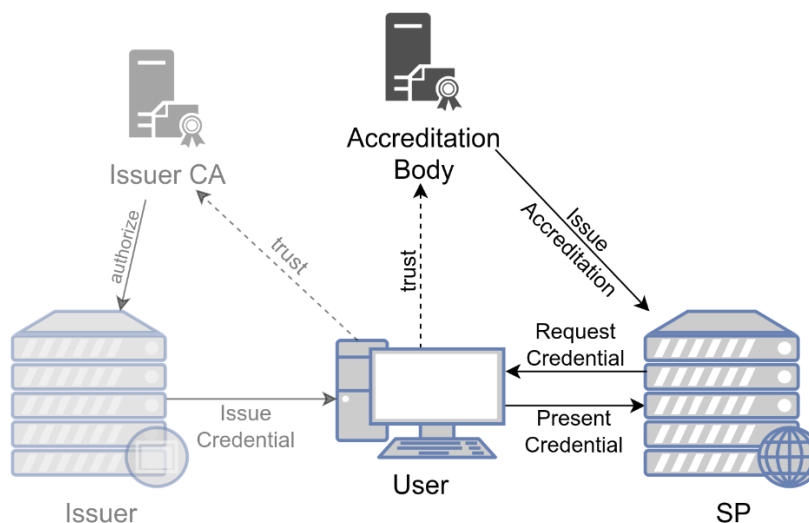 Accreditation
Body
Issuer CA
authorize
trust
trust
Issue
Accreditation
Request
Credential
Issue
Credential
Present
Credential
Issuer
User
SP